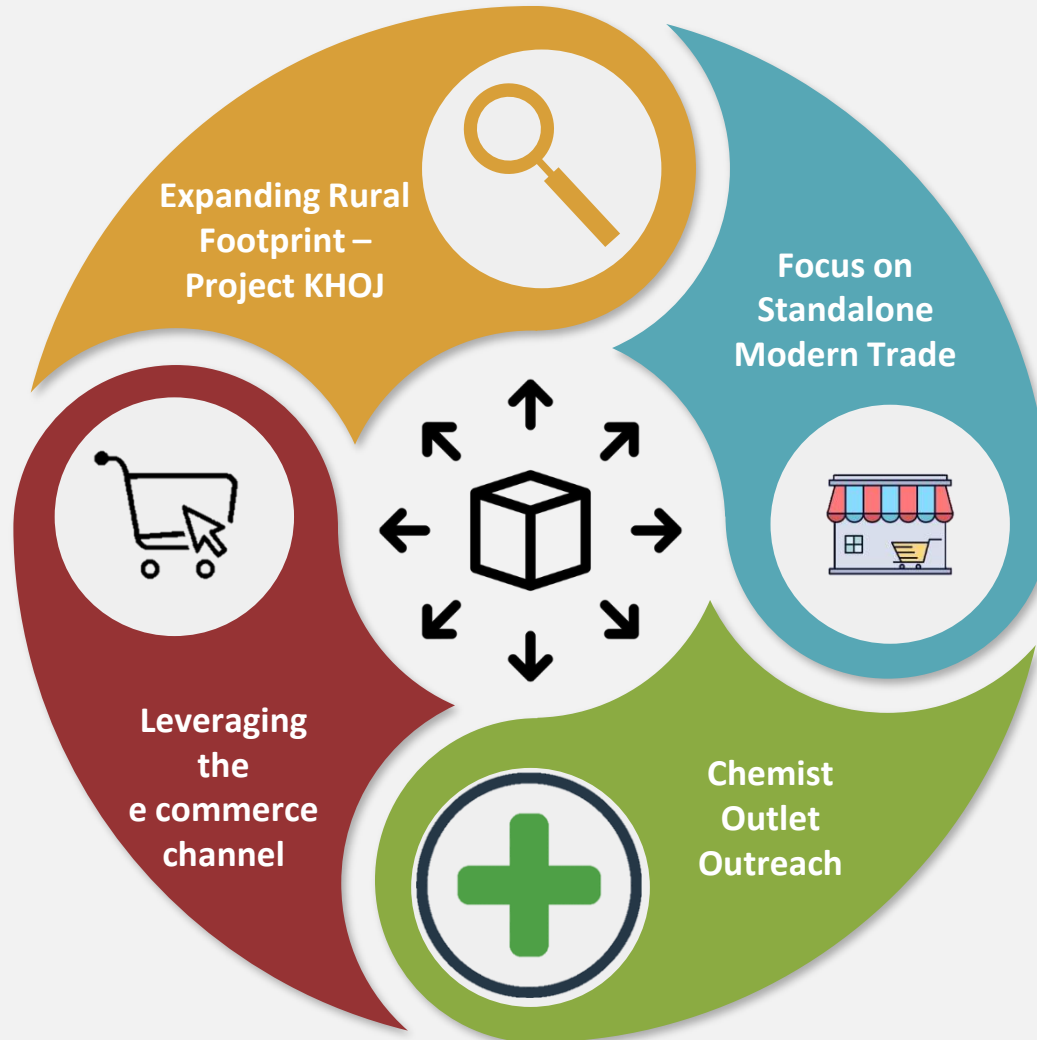 Expanding Rural
Footprint –
Project KHOJ
Focus on
Standalone
Modern Trade
Leveraging
the
e commerce
channel
Chemist
Outlet
Outreach